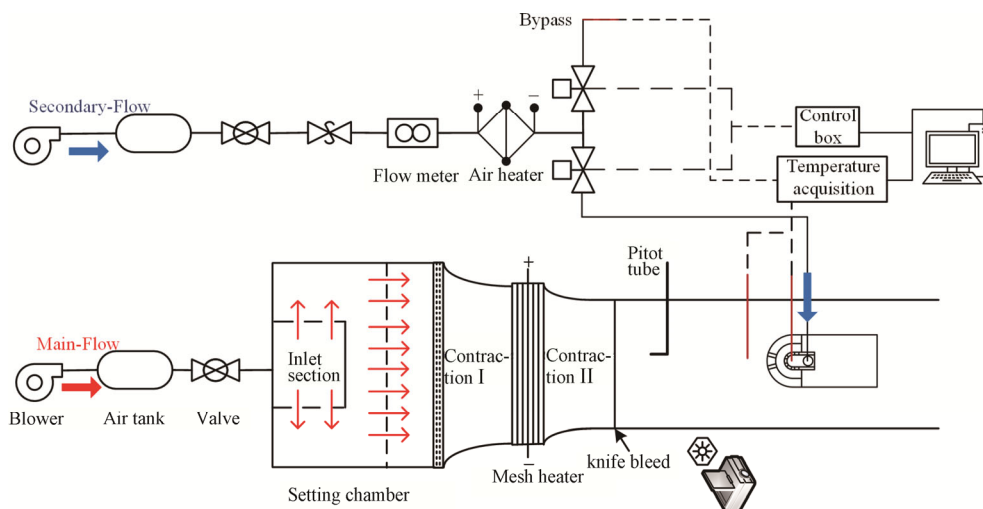 Bypass
Secondary-Flow
+
−
Control
box
Flow meter
Air heater
Temperature
acquisition
Pitot
tube
+
Main-Flow
Inlet
section
Contrac-
tion I
Contrac-
tion II
Blower
Air tank
Valve
knife bleed
−
Mesh heater
Setting chamber